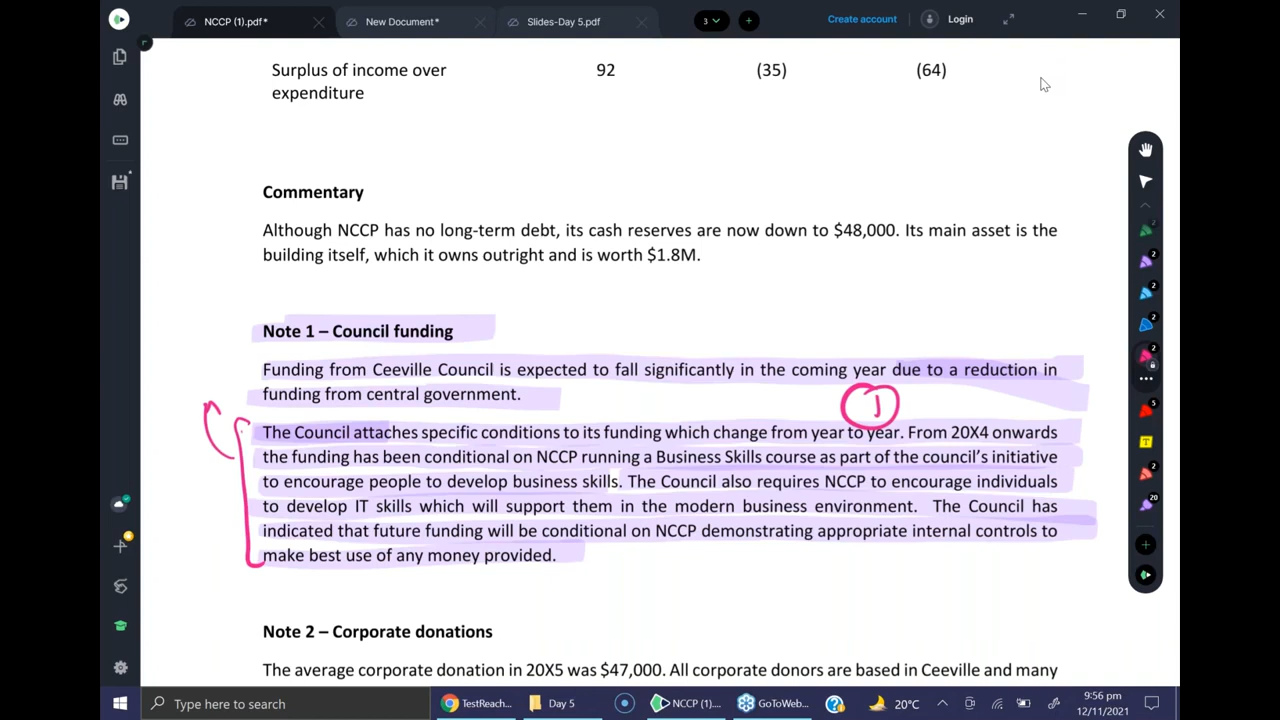 NCCP (1).pdf*
New Document*
Slides-Day 5.pdf
3
Create account
Login
Surplus of income over 92 (35) (64)
expenditure
Commentary
Although NCCP has no long-term debt, its cash reserves are now down to $48,000. Its main asset is the
building itself, which it owns outright and is worth $1.8M.
Note 1 – Council funding
Funding from Ceeville Council is expected to fall significantly in the coming year due to a reduction in
funding from central government.
The Council attaches specific conditions to its funding which change from year to year. From 20X4 onwards
the funding has been conditional on NCCP running a Business Skills course as part of the council's initiative
to encourage people to develop business skills. The Council also requires NCCP to encourage individuals
to develop IT skills which will support them in the modern business environment. The Council has
indicated that future funding will be conditional on NCCP demonstrating appropriate internal controls to
make best use of any money provided.
Note 2 – Corporate donations
The average corporate donation in 20X5 was $47,000. All corporate donors are based in Ceeville and many
2
2
2
2
2
5
T
2
20
Type here to search
TestReach...
Day 5
NCCP (1)....
GoToWeb...
20°C
9:56 pm
12/11/2021